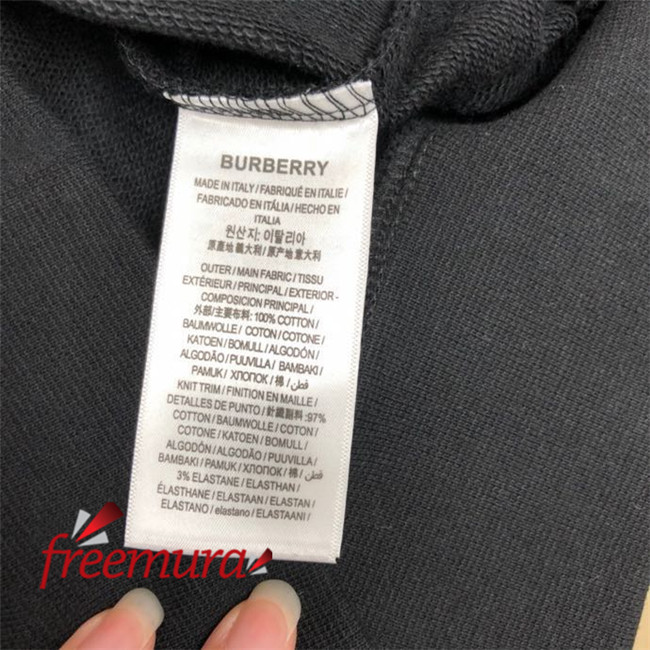 BURBERRY
MADE IN ITALY / FABRIQUÉ EN ITALIE /
FABRICADO EN ITÁLIA / HECHO EN
ITALIA
원산지: 이탈리아
原產地 義大利 / 原产地 意大利
OUTER / MAIN FABRIC / TISSU
EXTÉRIEUR / PRINCIPAL / EXTERIOR -
COMPOSICION PRINCIPAL /
外部/主要布料: 100% COTTON /
BAUMWOLLE / COTON / COTONE /
KATOEN / BOMULL / ALGODÓN /
ALGODÃO / PUUVILLA / BAMBAKI /
PAMUK / ХЛОПОК / 棉 / قطن /
KNIT TRIM / FINITION EN MAILLE /
DETALLES DE PUNTO / 針織副料: 97%
COTTON / BAUMWOLLE / COTON /
COTONE / KATOEN / BOMULL /
ALGODÓN / ALGODÃO / PUUVILLA /
BAMBAKI / PAMUK / ХЛОПОК / 棉 / قطن
3% ELASTANE / ELASTHAN /
ÉLASTHANE / ELASTAAN / ELASTAN /
ELASTANO / elastano / ELASTAANI /
freemura